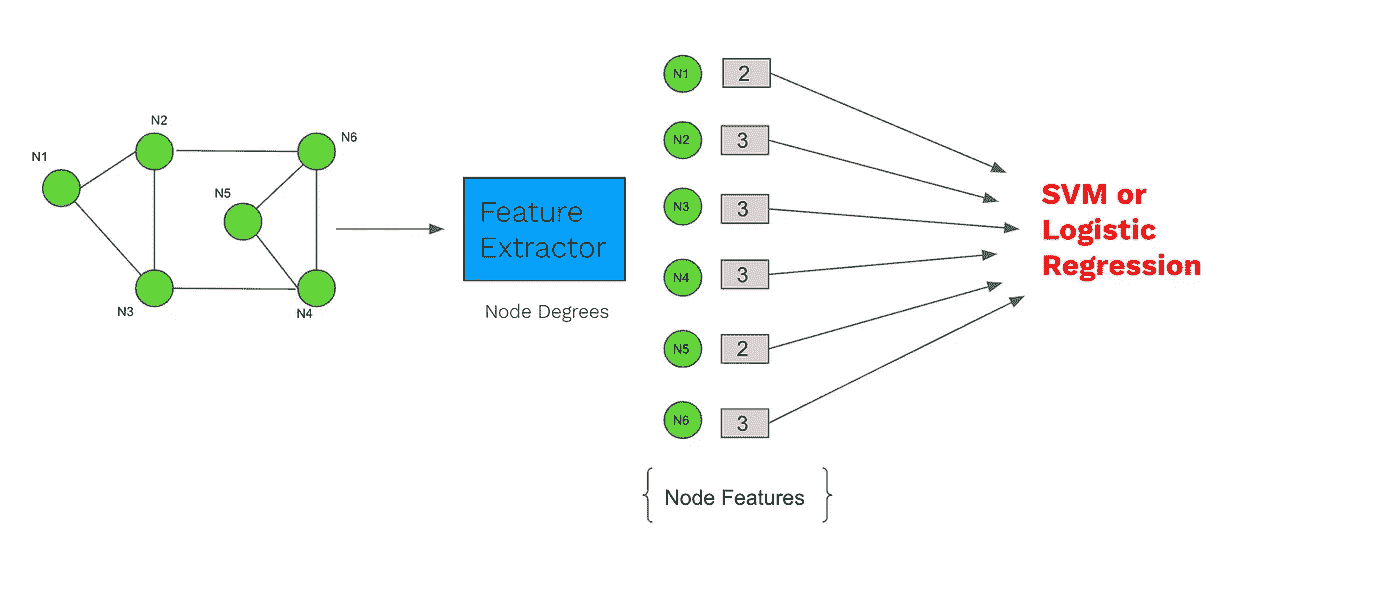 N1
N2
N3
N4
N5
N6
Feature
Extractor
Node Degrees
N1 2
N2 3
N3 3
N4 3
N5 2
N6 3
Node Features
SVM or
Logistic
Regression